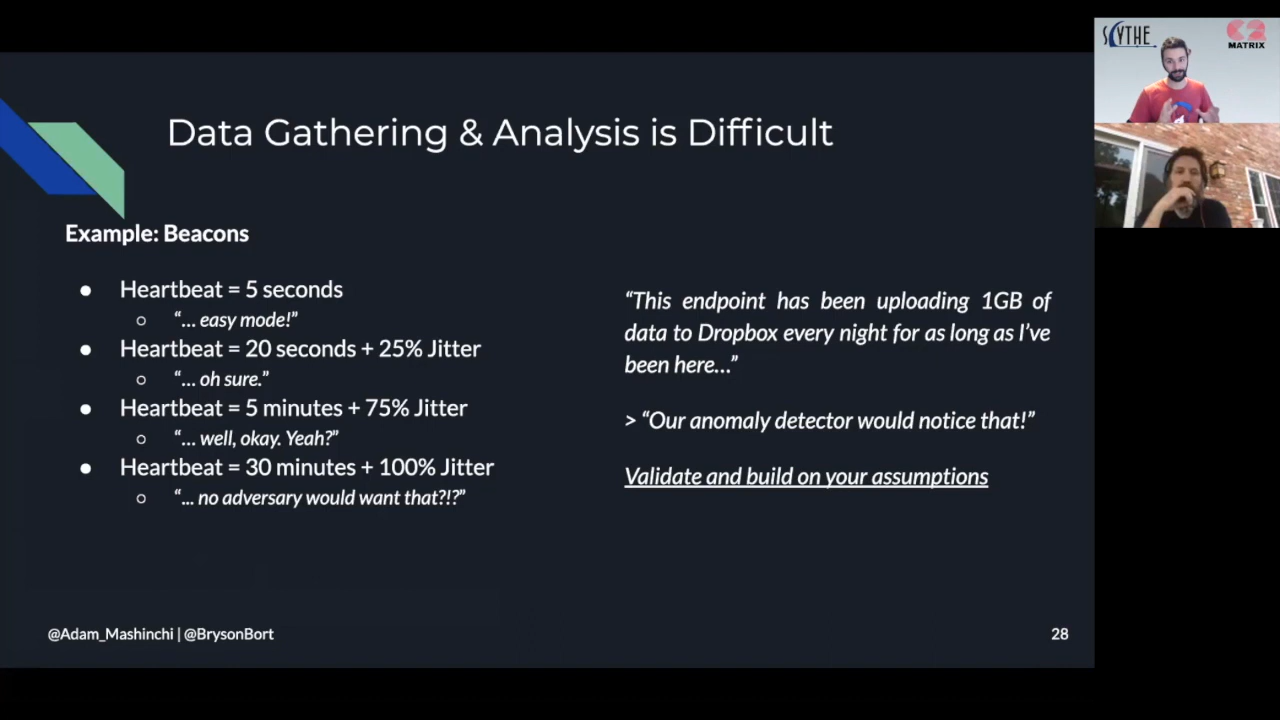 Data Gathering & Analysis is Difficult
Example: Beacons
● Heartbeat = 5 seconds
○ “… easy mode!”
● Heartbeat = 20 seconds + 25% Jitter
○ “… oh sure.”
● Heartbeat = 5 minutes + 75% Jitter
○ “… well, okay. Yeah?”
● Heartbeat = 30 minutes + 100% Jitter
○ “... no adversary would want that?!?”
“This endpoint has been uploading 1GB of
data to Dropbox every night for as long as I’ve
been here…”
> “Our anomaly detector would notice that!”
Validate and build on your assumptions
@Adam_Mashinchi | @BrysonBort
28
SCYTHE
C2
MATRIX